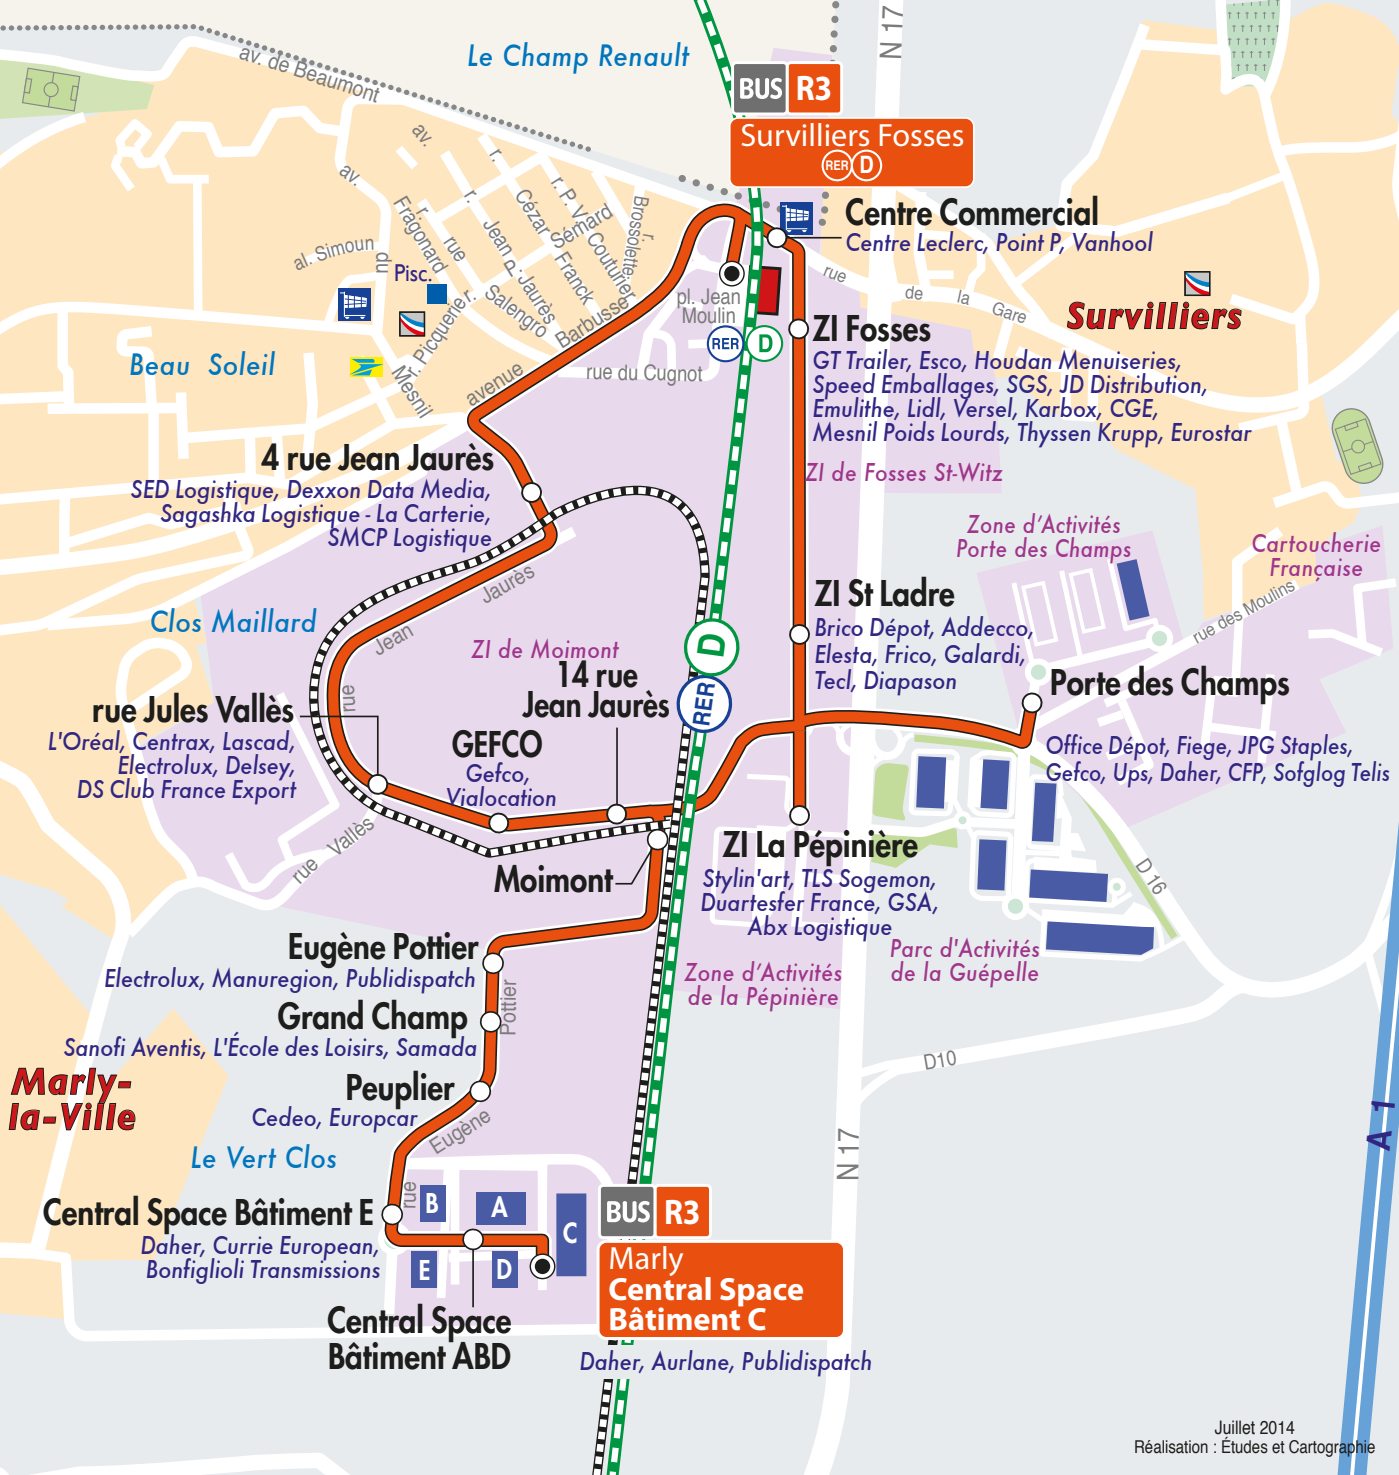 Le Champ Renault
N 17
av. de Beaumont
BUS R3
Survilliers Fosses
RER D
av.
r.
av.
r. P. V. Couturier
Cézar Franck
Sémard
r. Brossolette
r. Fragonard
rue Salengro
r. Jean Jaurès
P.
al. Simoun
du Mesnil
Pisc.
r. Picquerier
Centre Commercial
Centre Leclerc, Point P, Vanhool
rue de la Gare
Survilliers
pl. Jean
Moulin
RER D
avenue Barbusse
rue du Cugnot
Beau Soleil
ZI Fosses
GT Trailer, Esco, Houdan Menuiseries,
Speed Emballages, SGS, JD Distribution,
Emulithe, Lidl, Versel, Karbox, CGE,
Mesnil Poids Lourds, Thyssen Krupp, Eurostar
ZI de Fosses St-Witz
4 rue Jean Jaurès
SED Logistique, Dexxon Data Media,
Sagashka Logistique - La Carterie,
SMCP Logistique
Zone d'Activités
Porte des Champs
Cartoucherie
Française
rue des Moulins
rue Jean Jaurès
Clos Maillard
ZI de Moimont
D
RER
ZI St Ladre
Brico Dépot, Addecco,
Elesta, Frico, Galardi,
Tecl, Diapason
14 rue
Jean Jaurès
Porte des Champs
Office Dépot, Fiege, JPG Staples,
Gefco, Ups, Daher, CFP, Sofglog Telis
rue Jules Vallès
L'Oréal, Centrax, Lascad,
Electrolux, Delsey,
DS Club France Export
GEFCO
Gefco,
Vialocation
rue Vallès
Moimont
ZI La Pépinière
Stylin'art, TLS Sogemon,
Duartesfer France, GSA,
Abx Logistique
D 16
Parc d'Activités
de la Guépelle
Zone d'Activités
de la Pépinière
Eugène Pottier
Electrolux, Manuregion, Publidispatch
Grand Champ
Sanofi Aventis, L'École des Loisirs, Samada
Peuplier
Cedeo, Europcar
rue Eugène Pottier
D10
Marly-
la-Ville
Le Vert Clos
N 17
A 1
Central Space Bâtiment E
Daher, Currie European,
Bonfiglioli Transmissions
B
A
C
E
D
Central Space
Bâtiment ABD
BUS R3
Marly
Central Space
Bâtiment C
Daher, Aurlane, Publidispatch
Juillet 2014
Réalisation : Études et Cartographie